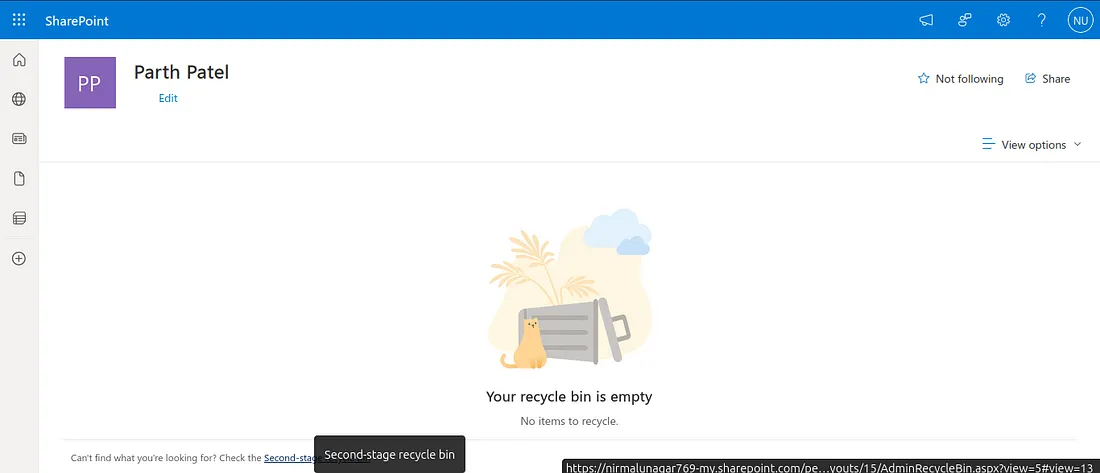 SharePoint
NU
PP
Parth Patel
Edit
Not following
Share
View options
Your recycle bin is empty
No items to recycle.
Can't find what you're looking for? Check the Second-stage
Second-stage recycle bin
https://nirmalunagar769-my.sharepoint.com/pe...youts/15/AdminRecycleBin.aspx?view=5#view=13